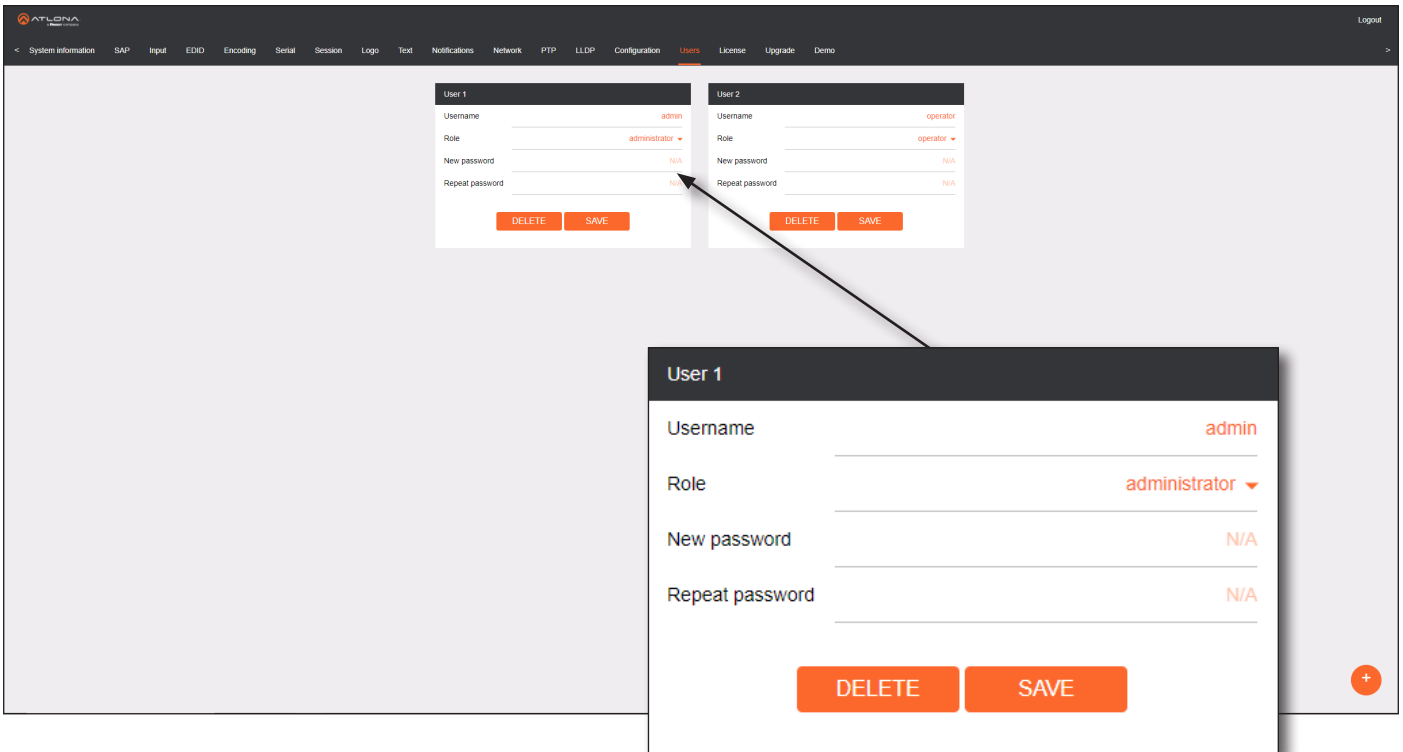 ATLONA
Logout
< System information SAP Input EDID Encoding Serial Session Logo Text Notifications Network PTP LLDP Configuration Users License Upgrade Demo >
User 1
Username admin
Role administrator
New password N/A
Repeat password N/A
DELETE SAVE
User 2
Username operator
Role operator
New password N/A
Repeat password N/A
DELETE SAVE
User 1
Username admin
Role administrator
New password N/A
Repeat password N/A
DELETE SAVE
+